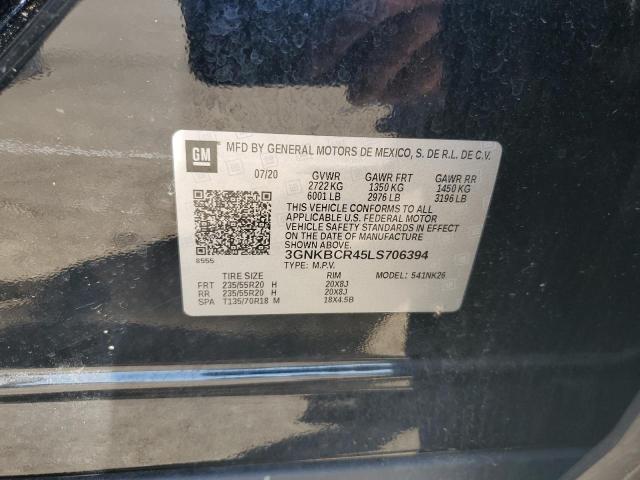 GM
MFD BY GENERAL MOTORS DE MEXICO, S. DE R.L. DE C.V.
07/20 GVWR GAWR FRT GAWR RR
2722 KG 1350 KG 1450 KG
6001 LB 2976 LB 3196 LB
THIS VEHICLE CONFORMS TO ALL
APPLICABLE U.S. FEDERAL MOTOR
VEHICLE SAFETY STANDARDS IN EFFECT
ON THE DATE OF MANUFACTURE SHOWN ABOVE.
3GNKBCR45LS706394
8555
TYPE: M.P.V. MODEL: 541NK26
TIRE SIZE RIM
FRT 235/55R20 H 20X8J
RR 235/55R20 H 20X8J
SPA T135/70R18 M 18X4.5B